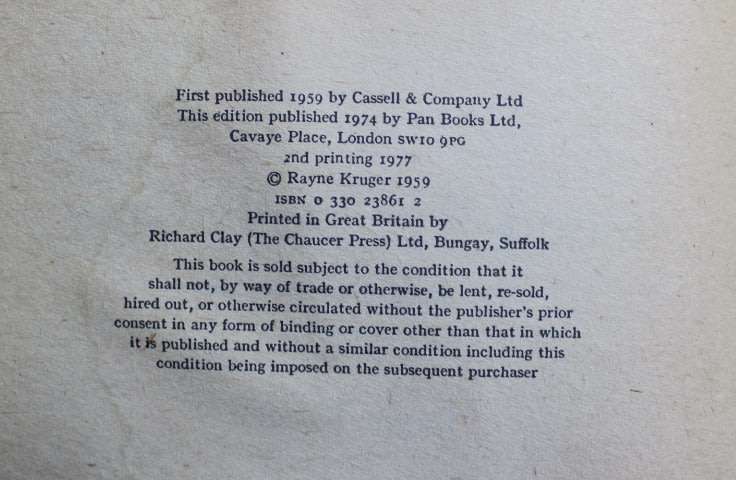 First published 1959 by Cassell & Company Ltd
This edition published 1974 by Pan Books Ltd,
Cavaye Place, London SW10 9PG
2nd printing 1977
© Rayne Kruger 1959
ISBN 0 330 23861 2
Printed in Great Britain by
Richard Clay (The Chaucer Press) Ltd, Bungay, Suffolk
This book is sold subject to the condition that it
shall not, by way of trade or otherwise, be lent, re-sold,
hired out, or otherwise circulated without the publisher's prior
consent in any form of binding or cover other than that in which
it is published and without a similar condition including this
condition being imposed on the subsequent purchaser